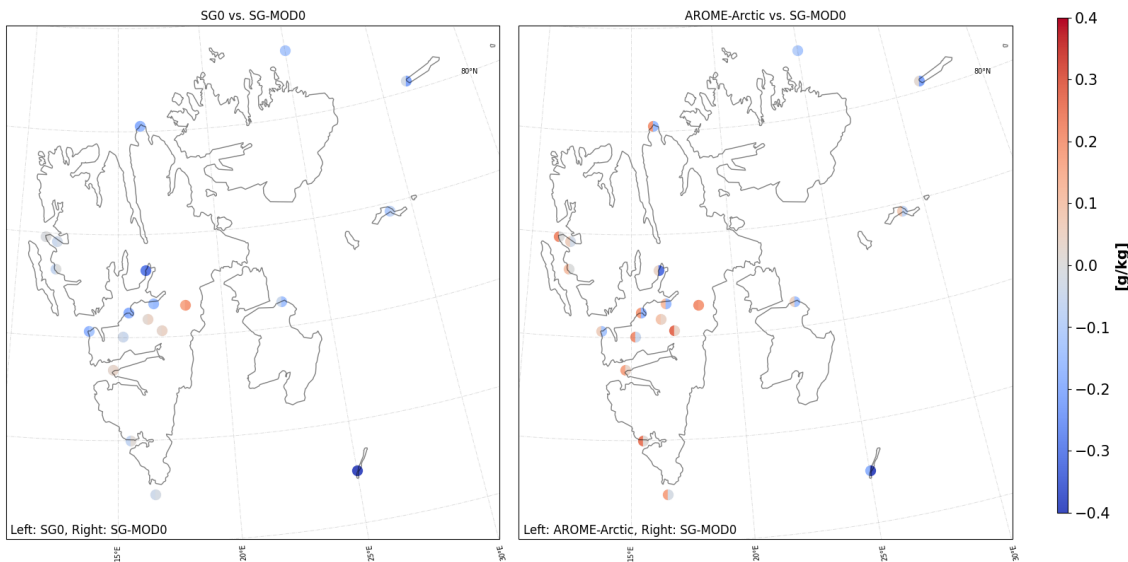 SG0 vs. SG-MOD0
AROME-Arctic vs. SG-MOD0
80°N
80°N
Left: SG0, Right: SG-MOD0
Left: AROME-Arctic, Right: SG-MOD0
15°E
20°E
25°E
30°E
15°E
20°E
25°E
30°E
0.4
0.3
0.2
0.1
0.0
−0.1
−0.2
−0.3
−0.4
[g/kg]